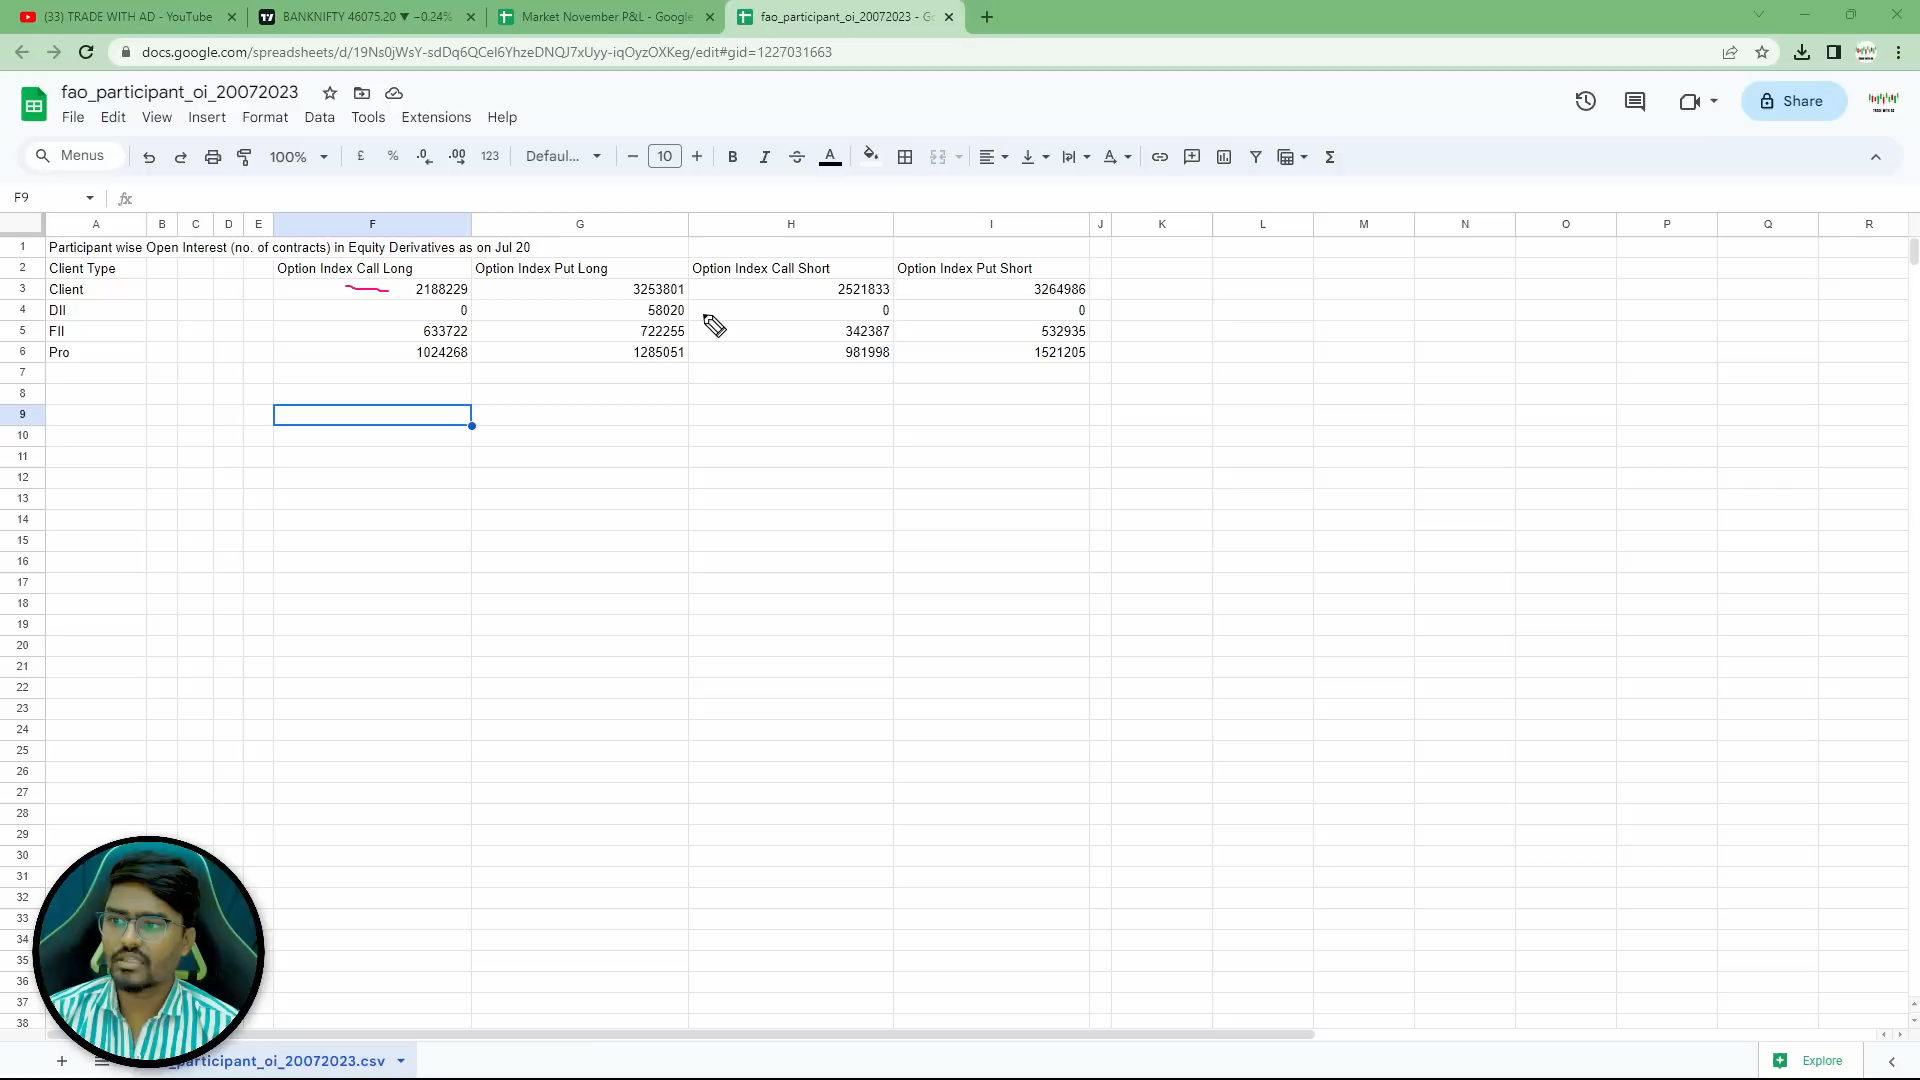 (33) TRADE WITH AD - YouTube
BANKNIFTY 46075.20 ▼ −0.24%
Market November P&L - Google
fao_participant_oi_20072023 - Go
docs.google.com/spreadsheets/d/19Ns0jWsY-sdDq6QCel6YhzeDNQJ7xUyy-iqOyzOXKeg/edit#gid=1227031663
fao_participant_oi_20072023
File Edit View Insert Format Data Tools Extensions Help
Share
Menus 100% £ % .0 .00 123 Defaul... − 10 + B I A Σ
F9 fx
A B C D E F G H I J K L M N O P Q R
1 Participant wise Open Interest (no. of contracts) in Equity Derivatives as on Jul 20
2 Client Type Option Index Call Long Option Index Put Long Option Index Call Short Option Index Put Short
3 Client 2188229 3253801 2521833 3264986
4 DII 0 58020 0 0
5 FII 633722 722255 342387 532935
6 Pro 1024268 1285051 981998 1521205
7
8
9
10
11
12
13
14
15
16
17
18
19
20
21
22
23
24
25
26
27
28
29
30
31
32
33
34
35
36
37
38
participant_oi_20072023.csv
Explore